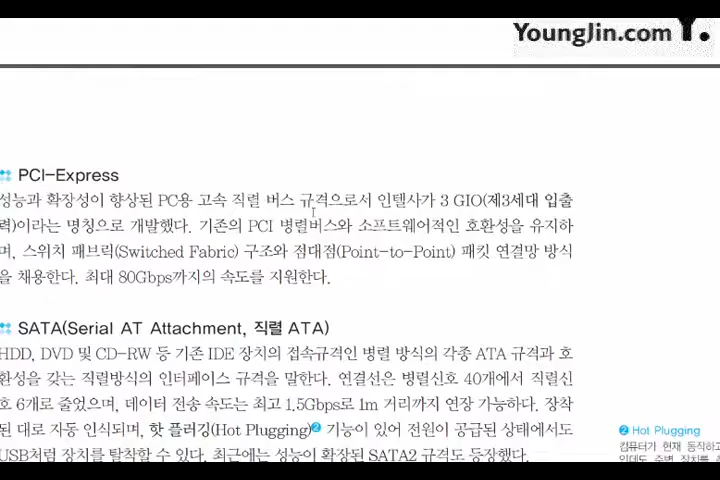 YoungJin.com Y.
PCI-Express
성능과 확장성이 향상된 PC용 고속 직렬 버스 규격으로서 인텔사가 3 GIO(제3세대 입출
력)이라는 명칭으로 개발했다. 기존의 PCI 병렬버스와 소프트웨어적인 호환성을 유지하
며, 스위치 패브릭(Switched Fabric) 구조와 점대점(Point-to-Point) 패킷 연결망 방식
을 채용한다. 최대 80Gbps까지의 속도를 지원한다.
SATA(Serial AT Attachment, 직렬 ATA)
HDD, DVD 및 CD-RW 등 기존 IDE 장치의 접속규격인 병렬 방식의 각종 ATA 규격과 호
환성을 갖는 직렬방식의 인터페이스 규격을 말한다. 연결선은 병렬신호 40개에서 직렬신
호 6개로 줄었으며, 데이터 전송 속도는 최고 1.5Gbps로 1m 거리까지 연장 가능하다. 장착
된 대로 자동 인식되며, 핫 플러깅(Hot Plugging)❷ 기능이 있어 전원이 공급된 상태에서도
USB처럼 장치를 탈착할 수 있다. 최근에는 성능이 확장된 SATA2 규격도 등장했다.
❷ Hot Plugging
컴퓨터가 현재 동작하고
인데도 주변 장치를